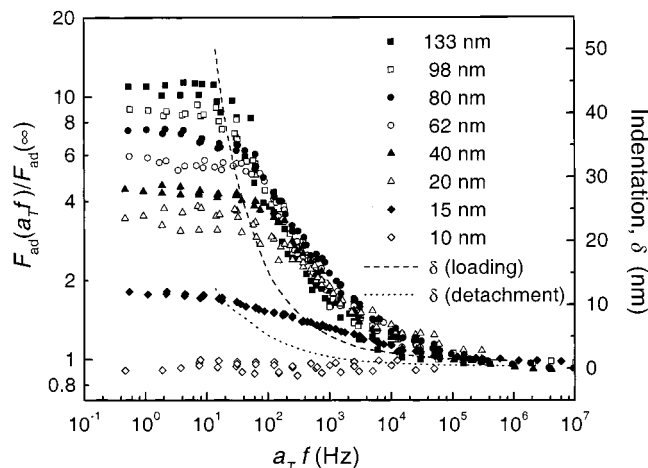 20
10
8
6
4
2
1
0.8
F_ad(a_T f)/F_ad(∞)
133 nm
98 nm
80 nm
62 nm
40 nm
20 nm
15 nm
10 nm
δ (loading)
δ (detachment)
50
40
30
20
10
0
Indentation, δ (nm)
10^-1 10^0 10^1 10^2 10^3 10^4 10^5 10^6 10^7
a_T f (Hz)